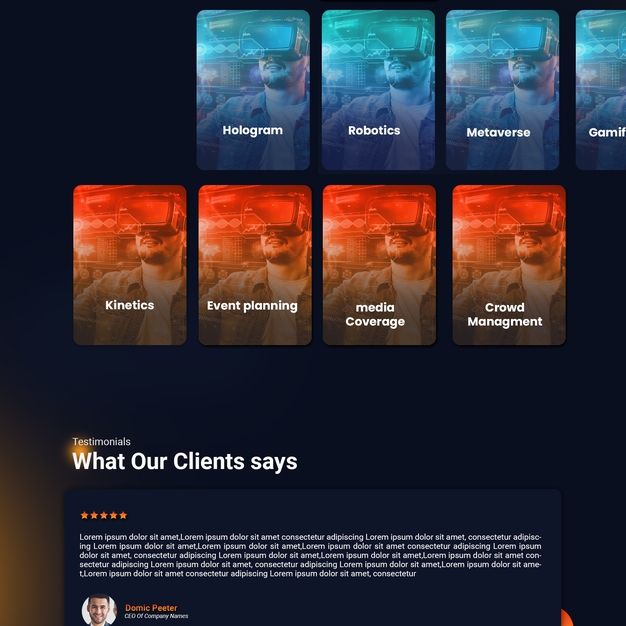 Hologram
Robotics
Metaverse
Gamif
Kinetics
Event planning
media
Coverage
Crowd
Managment
Testimonials
What Our Clients says
Lorem ipsum dolor sit amet,Lorem ipsum dolor sit amet consectetur adipiscing Lorem ipsum dolor sit amet, consectetur adipisc-
ing Lorem ipsum dolor sit amet,Lorem ipsum dolor sit amet,Lorem ipsum dolor sit amet consectetur adipiscing Lorem ipsum
dolor sit amet, consectetur adipiscing Lorem ipsum dolor sit amet,Lorem ipsum dolor sit amet,Lorem ipsum dolor sit amet con-
sectetur adipiscing Lorem ipsum dolor sit amet, consectetur adipiscing Lorem ipsum dolor sit amet,Lorem ipsum dolor sit ame-
t,Lorem ipsum dolor sit amet consectetur adipiscing Lorem ipsum dolor sit amet, consectetur
Domic Peeter
CEO Of Company Names